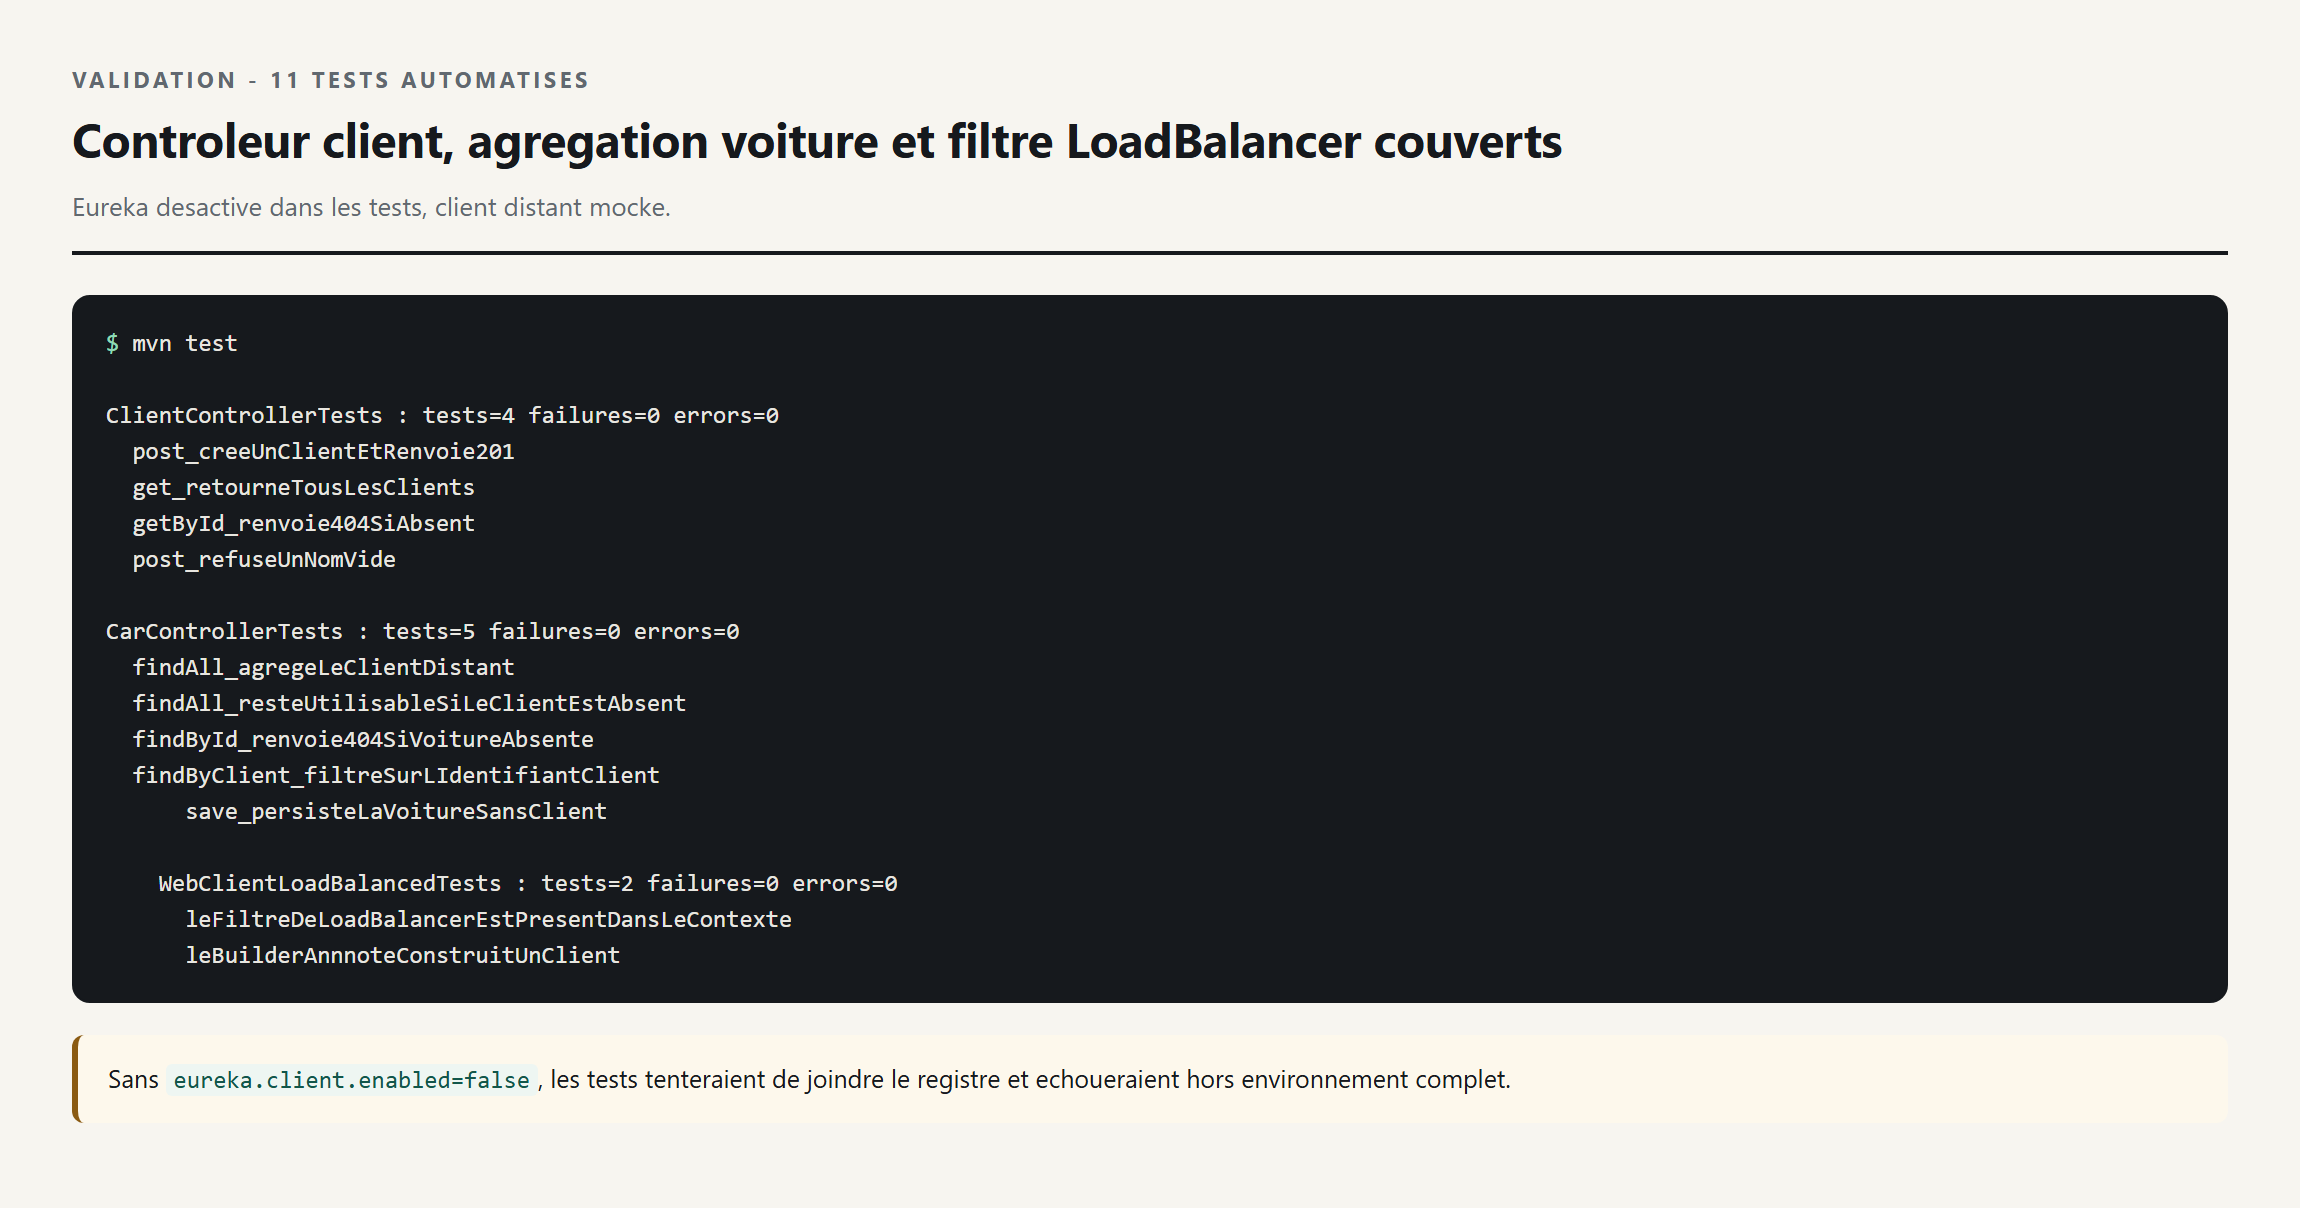 VALIDATION - 11 TESTS AUTOMATISES
Controleur client, agregation voiture et filtre LoadBalancer couverts
Eureka desactive dans les tests, client distant mocke.
$ mvn test
ClientControllerTests : tests=4 failures=0 errors=0
post_creeUnClientEtRenvoie201
get_retourneTousLesClients
getById_renvoie404SiAbsent
post_refuseUnNomVide
CarControllerTests : tests=5 failures=0 errors=0
findAll_agregeLeClientDistant
findAll_resteUtilisableSiLeClientEstAbsent
findById_renvoie404SiVoitureAbsente
findByClient_filtreSurLIdentifiantClient
save_persisteLaVoitureSansClient
WebClientLoadBalancedTests : tests=2 failures=0 errors=0
leFiltreDeLoadBalancerEstPresentDansLeContexte
leBuilderAnnnoteConstruitUnClient
Sans eureka.client.enabled=false, les tests tenteraient de joindre le registre et echoueraient hors environnement complet.